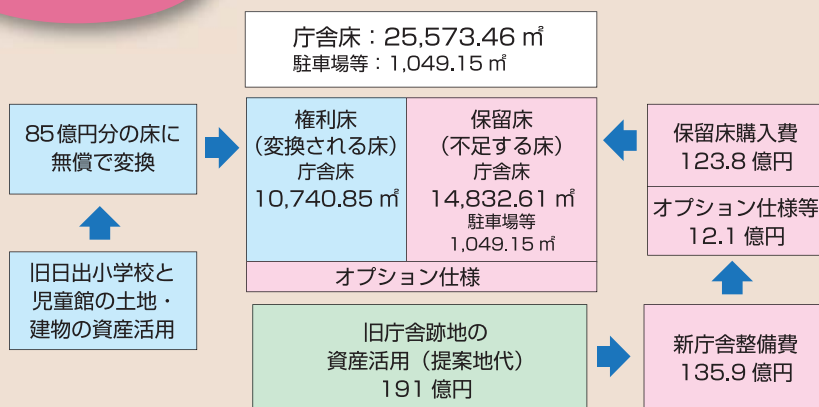 庁舎床：25,573.46 ㎡
駐車場等：1,049.15 ㎡
85億円分の床に
無償で変換
権利床
（変換される床）
庁舎床
10,740.85 ㎡
保留床
（不足する床）
庁舎床
14,832.61 ㎡
駐車場等
1,049.15 ㎡
保留床購入費
123.8 億円
オプション仕様等
12.1 億円
オプション仕様
旧日出小学校と
児童館の土地・
建物の資産活用
旧庁舎跡地の
資産活用（提案地代）
191 億円
新庁舎整備費
135.9 億円